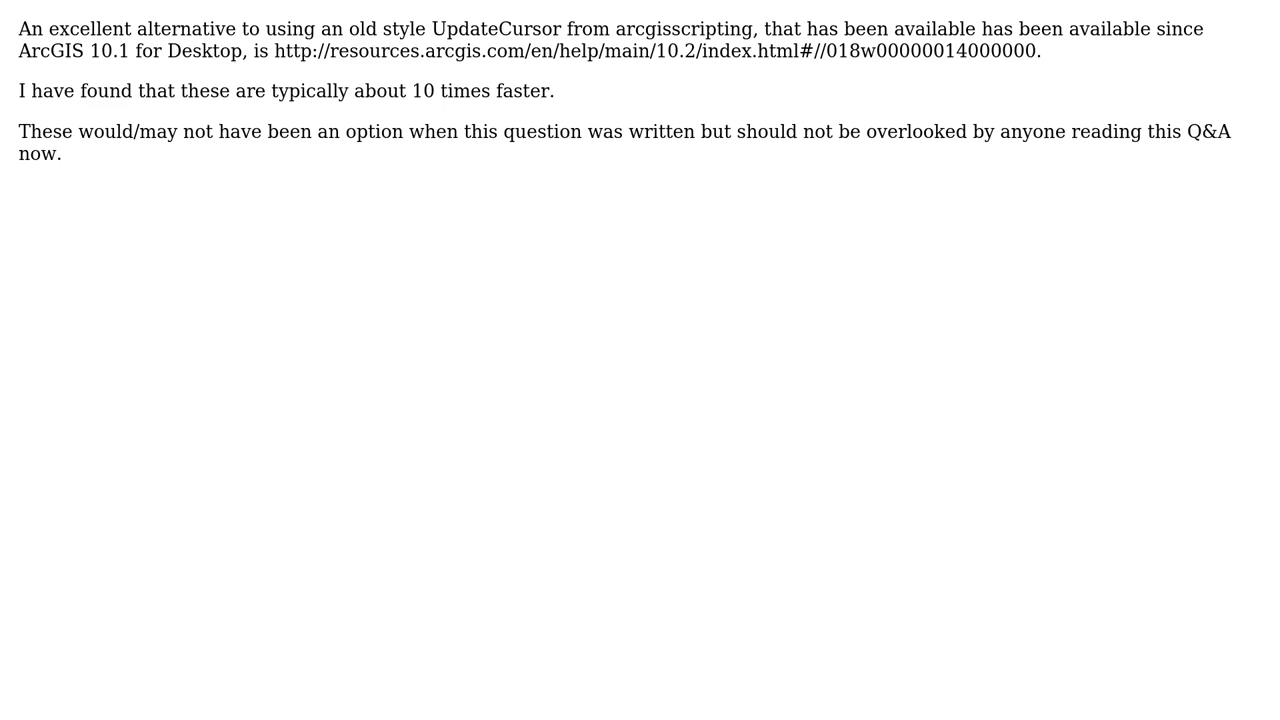 An excellent alternative to using an old style UpdateCursor from arcgisscripting, that has been available has been available since
ArcGIS 10.1 for Desktop, is http://resources.arcgis.com/en/help/main/10.2/index.html#//018w00000014000000.
I have found that these are typically about 10 times faster.
These would/may not have been an option when this question was written but should not be overlooked by anyone reading this Q&A
now.